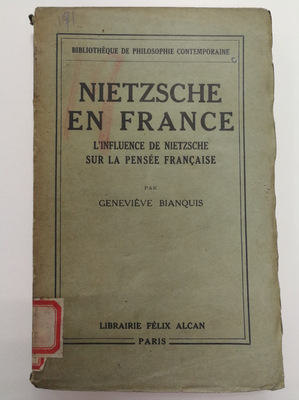 191
BIBLIOTHÈQUE DE PHILOSOPHIE CONTEMPORAINE
NIETZSCHE
EN FRANCE
L'INFLUENCE DE NIETZSCHE
SUR LA PENSÉE FRANÇAISE
PAR
GENEVIÈVE BIANQUIS
LIBRAIRIE FÉLIX ALCAN
PARIS